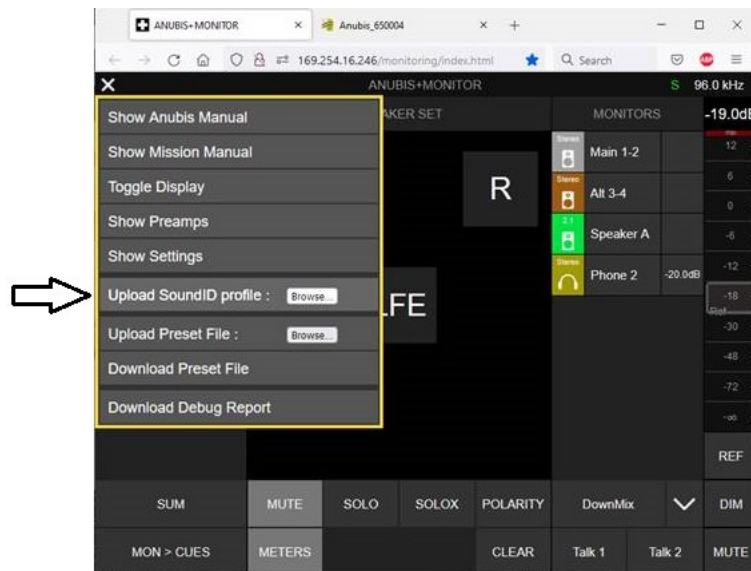 ANUBIS+MONITOR
Anubis_650004
169.254.16.246/monitoring/index.html
Search
ABP
ANUBIS+MONITOR
S
96.0 kHz
Show Anubis Manual
Show Mission Manual
Toggle Display
Show Preamps
Show Settings
Upload SoundID profile :
Browse...
Upload Preset File :
Browse...
Download Preset File
Download Debug Report
AKER SET
R
LFE
MONITORS
Stereo
Main 1-2
Stereo
Alt 3-4
2.1
Speaker A
Stereo
Phone 2
-20.0dB
-19.0dB
12
6
0
-6
-12
-18
Ref
-30
-48
-72
-∞
REF
SUM
MUTE
SOLO
SOLOX
POLARITY
DownMix
DIM
MON > CUES
METERS
CLEAR
Talk 1
Talk 2
MUTE